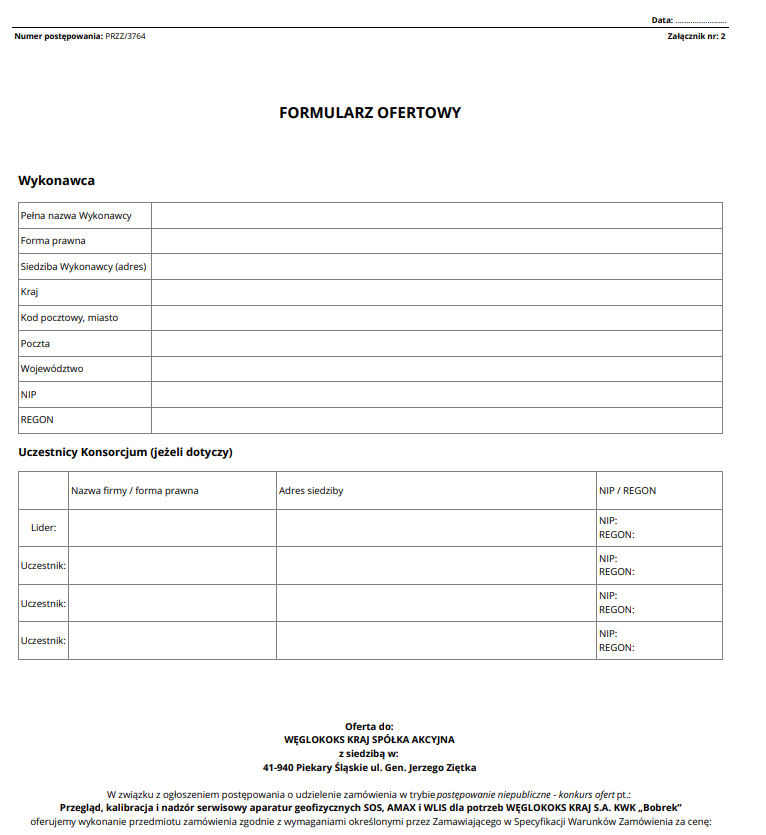 Data: ........................
Numer postępowania: PRZZ/3764 Załącznik nr: 2
FORMULARZ OFERTOWY
Wykonawca
Pełna nazwa Wykonawcy
Forma prawna
Siedziba Wykonawcy (adres)
Kraj
Kod pocztowy, miasto
Poczta
Województwo
NIP
REGON
Uczestnicy Konsorcjum (jeżeli dotyczy)
Nazwa firmy / forma prawna Adres siedziby NIP / REGON
Lider: NIP:
REGON:
Uczestnik: NIP:
REGON:
Uczestnik: NIP:
REGON:
Uczestnik: NIP:
REGON:
Oferta do:
WĘGLOKOKS KRAJ SPÓŁKA AKCYJNA
z siedzibą w:
41-940 Piekary Śląskie ul. Gen. Jerzego Ziętka
W związku z ogłoszeniem postępowania o udzielenie zamówienia w trybie postępowanie niepubliczne - konkurs ofert pt.:
Przegląd, kalibracja i nadzór serwisowy aparatur geofizycznych SOS, AMAX i WLIS dla potrzeb WĘGLOKOKS KRAJ S.A. KWK „Bobrek”
oferujemy wykonanie przedmiotu zamówienia zgodnie z wymaganiami określonymi przez Zamawiającego w Specyfikacji Warunków Zamówienia za cenę: